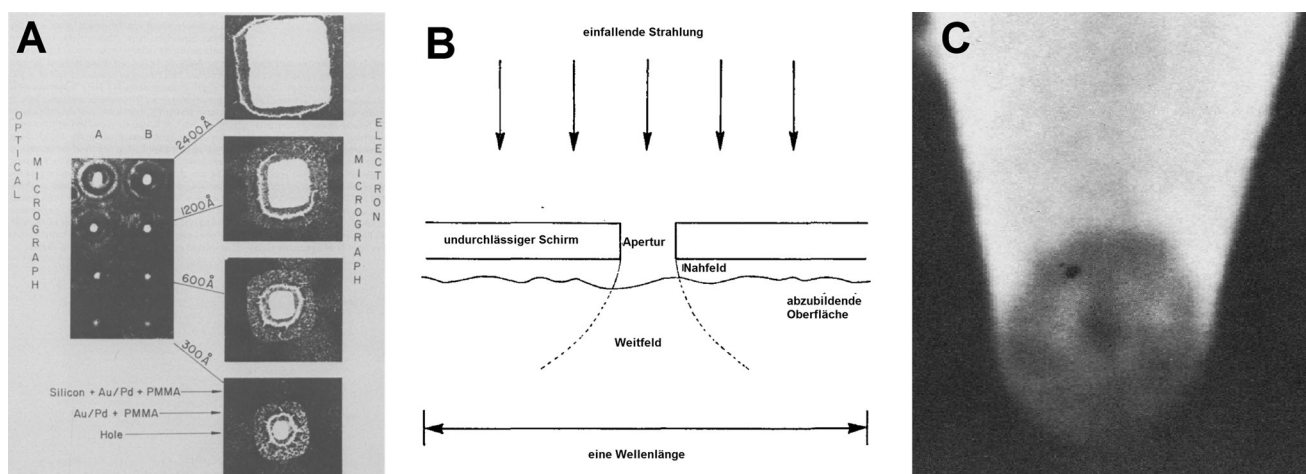 A
OPTICAL
MICROGRAPH
A B
2400Å
1200Å
600Å
300Å
ELECTRON
MICROGRAPH
Silicon + Au/Pd + PMMA
Au/Pd + PMMA
Hole
B
einfallende Strahlung
undurchlässiger Schirm
Apertur
Nahfeld
abzubildende
Oberfläche
Weitfeld
eine Wellenlänge
C